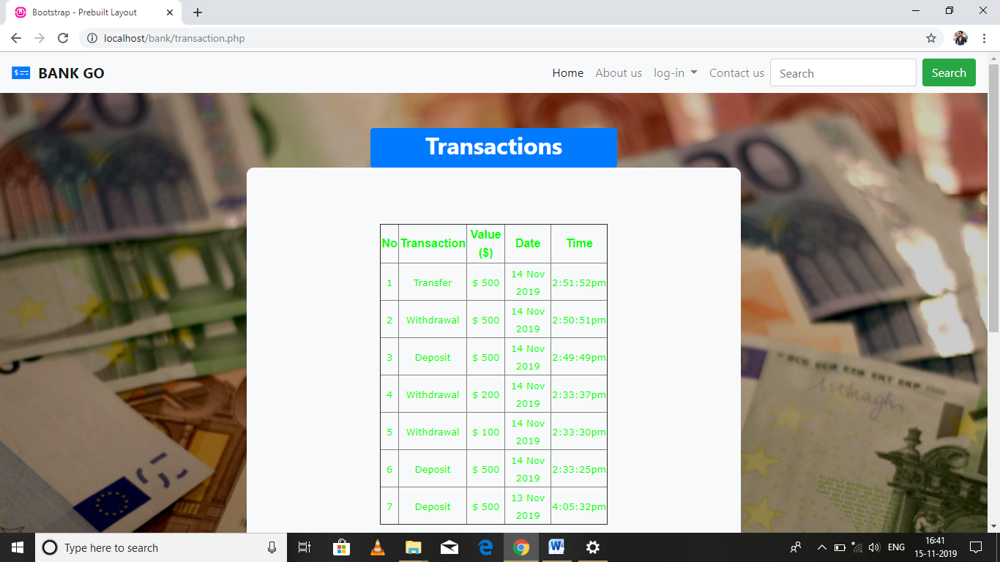 Bootstrap - Prebuilt Layout
localhost/bank/transaction.php
BANK GO
Home About us log-in Contact us Search Search
20
20
Transactions
No Transaction Value ($) Date Time
1 Transfer $ 500 14 Nov 2019 2:51:52pm
2 Withdrawal $ 500 14 Nov 2019 2:50:51pm
3 Deposit $ 500 14 Nov 2019 2:49:49pm
4 Withdrawal $ 200 14 Nov 2019 2:33:37pm
5 Withdrawal $ 100 14 Nov 2019 2:33:30pm
6 Deposit $ 500 14 Nov 2019 2:33:25pm
7 Deposit $ 500 13 Nov 2019 4:05:32pm
Type here to search
ENG
16:41
15-11-2019